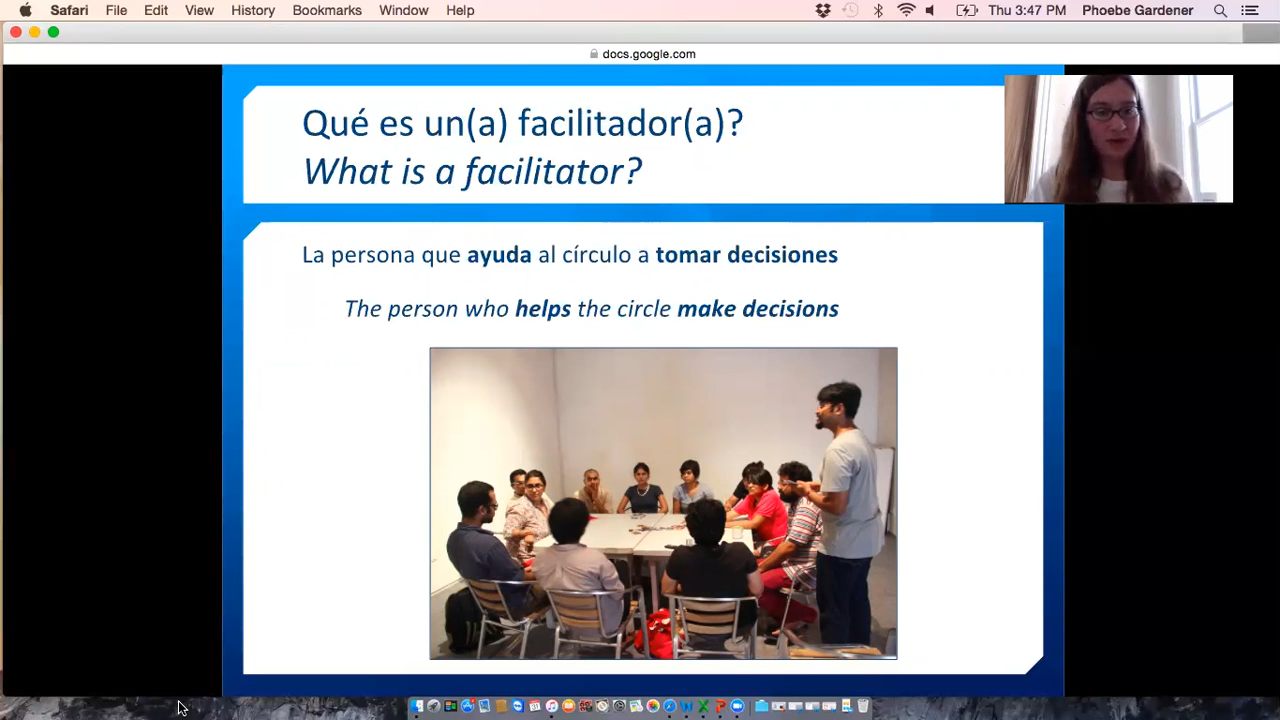 Safari File Edit View History Bookmarks Window Help Thu 3:47 PM Phoebe Gardener
docs.google.com
Qué es un(a) facilitador(a)?
What is a facilitator?
La persona que ayuda al círculo a tomar decisiones
The person who helps the circle make decisions